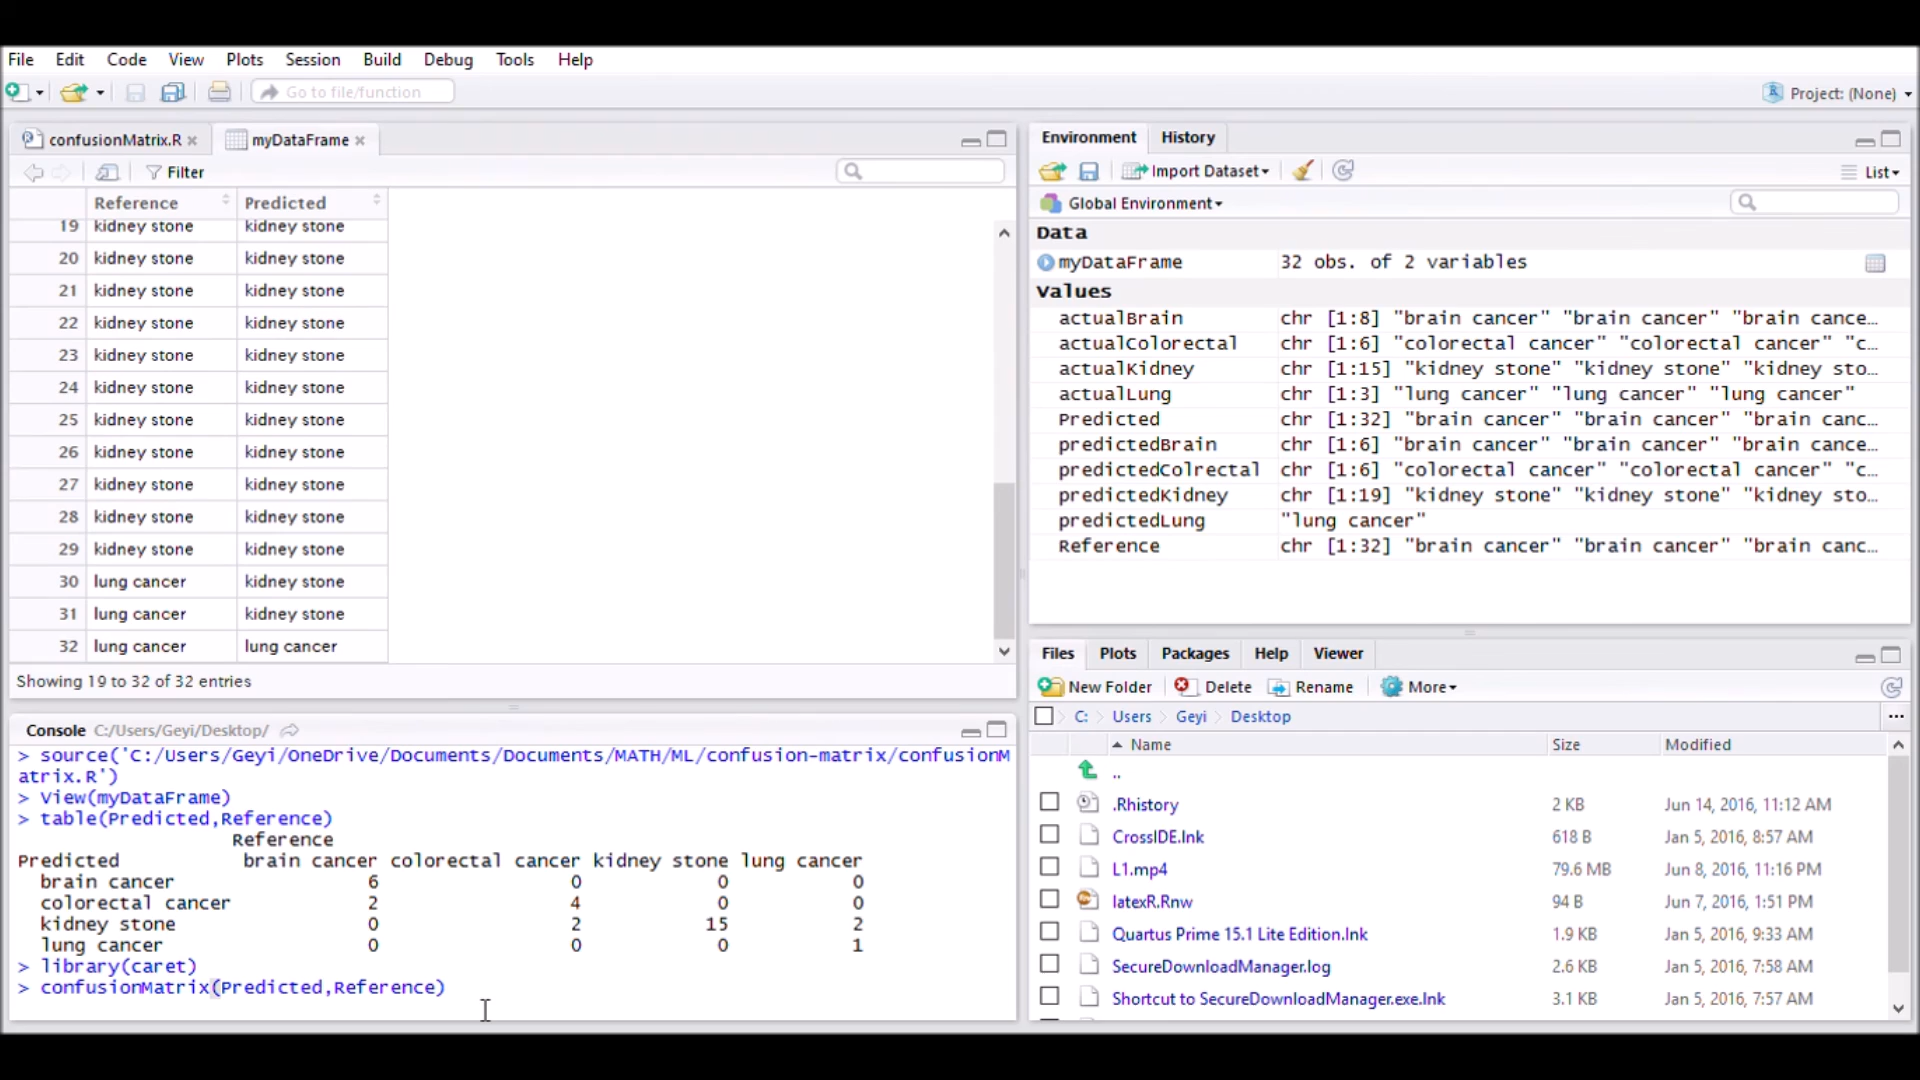 File Edit Code View Plots Session Build Debug Tools Help
Go to file/function
Project: (None)
confusionMatrix.R
myDataFrame
Filter
Reference Predicted
19 kidney stone kidney stone
20 kidney stone kidney stone
21 kidney stone kidney stone
22 kidney stone kidney stone
23 kidney stone kidney stone
24 kidney stone kidney stone
25 kidney stone kidney stone
26 kidney stone kidney stone
27 kidney stone kidney stone
28 kidney stone kidney stone
29 kidney stone kidney stone
30 lung cancer kidney stone
31 lung cancer kidney stone
32 lung cancer lung cancer
Showing 19 to 32 of 32 entries
Console C:/Users/Geyi/Desktop/
> source('C:/Users/Geyi/OneDrive/Documents/Documents/MATH/ML/confusion-matrix/confusionM
atrix.R')
> View(myDataFrame)
> table(Predicted,Reference)
Reference
Predicted brain cancer colorectal cancer kidney stone lung cancer
brain cancer 6 0 0 0
colorectal cancer 2 4 0 0
kidney stone 0 2 15 2
lung cancer 0 0 0 1
> library(caret)
> confusionMatrix(Predicted,Reference)
Environment History
Import Dataset
List
Global Environment
Data
myDataFrame 32 obs. of 2 variables
Values
actualBrain chr [1:8] "brain cancer" "brain cancer" "brain cance…
actualColorectal chr [1:6] "colorectal cancer" "colorectal cancer" "c…
actualKidney chr [1:15] "kidney stone" "kidney stone" "kidney sto…
actualLung chr [1:3] "lung cancer" "lung cancer" "lung cancer"
Predicted chr [1:32] "brain cancer" "brain cancer" "brain canc…
predictedBrain chr [1:6] "brain cancer" "brain cancer" "brain cance…
predictedColrectal chr [1:6] "colorectal cancer" "colorectal cancer" "c…
predictedKidney chr [1:19] "kidney stone" "kidney stone" "kidney sto…
predictedLung "lung cancer"
Reference chr [1:32] "brain cancer" "brain cancer" "brain canc…
Files Plots Packages Help Viewer
New Folder Delete Rename More
C: Users Geyi Desktop ...
Name Size Modified
..
.Rhistory 2 KB Jun 14, 2016, 11:12 AM
CrossIDE.lnk 618 B Jan 5, 2016, 8:57 AM
L1.mp4 79.6 MB Jun 8, 2016, 11:16 PM
latexR.Rnw 94 B Jun 7, 2016, 1:51 PM
Quartus Prime 15.1 Lite Edition.lnk 1.9 KB Jan 5, 2016, 9:33 AM
SecureDownloadManager.log 2.6 KB Jan 5, 2016, 7:58 AM
Shortcut to SecureDownloadManager.exe.lnk 3.1 KB Jan 5, 2016, 7:57 AM